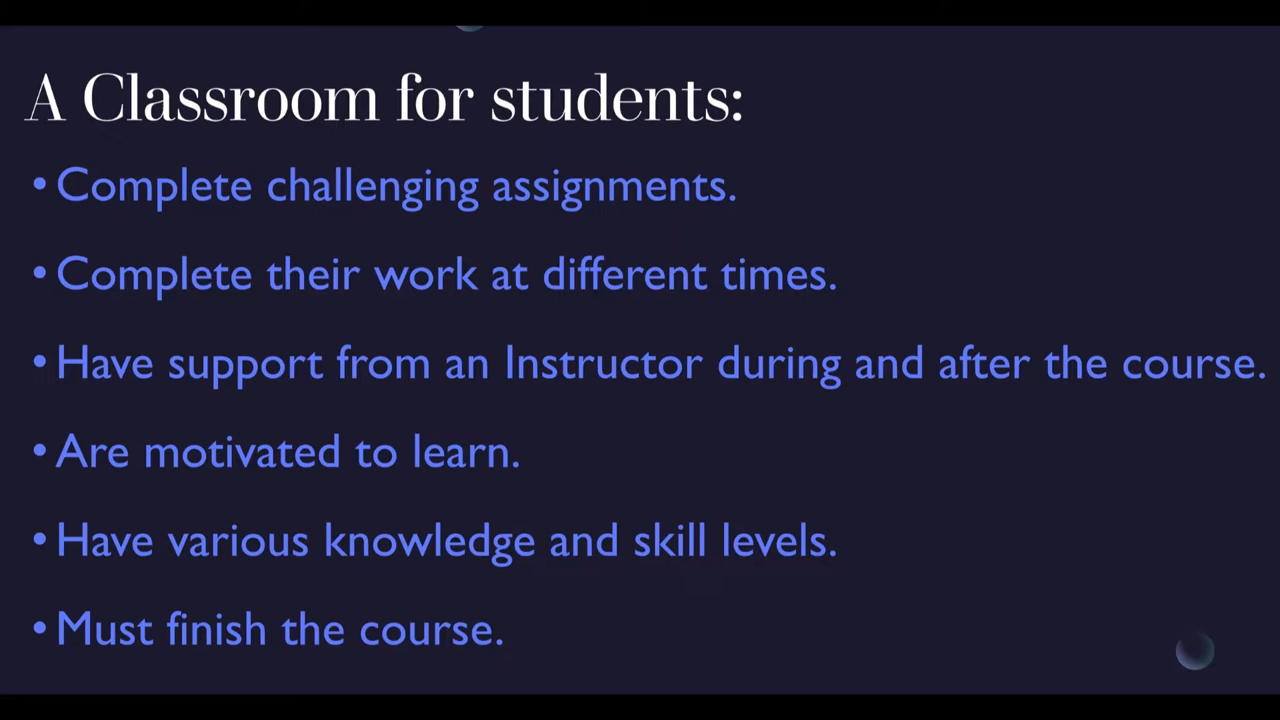 A Classroom for students:
• Complete challenging assignments.
• Complete their work at different times.
• Have support from an Instructor during and after the course.
• Are motivated to learn.
• Have various knowledge and skill levels.
• Must finish the course.